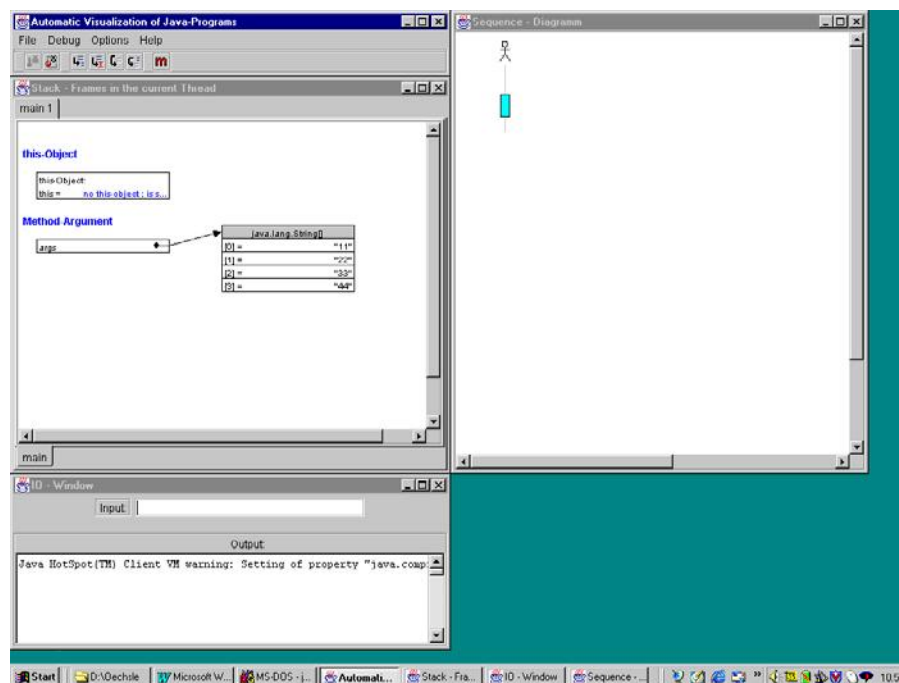 Automatic Visualization of Java-Programs
File Debug Options Help
m
Stack - Frames in the current Thread
main 1
this-Object
this-Object:
this = no this object : is s...
Method-Argument
args
java.lang.String[]
[0] = "11"
[1] = "22"
[2] = "33"
[3] = "44"
main
IO - Window
Input:
Output:
Java HotSpot(TM) Client VM warning: Setting of property "java.comp
Sequence - Diagramm
Start D:\Oechsle Microsoft W... MS-DOS - j... Automati... Stack - Fra... IO - Window Sequence - ... 10:5